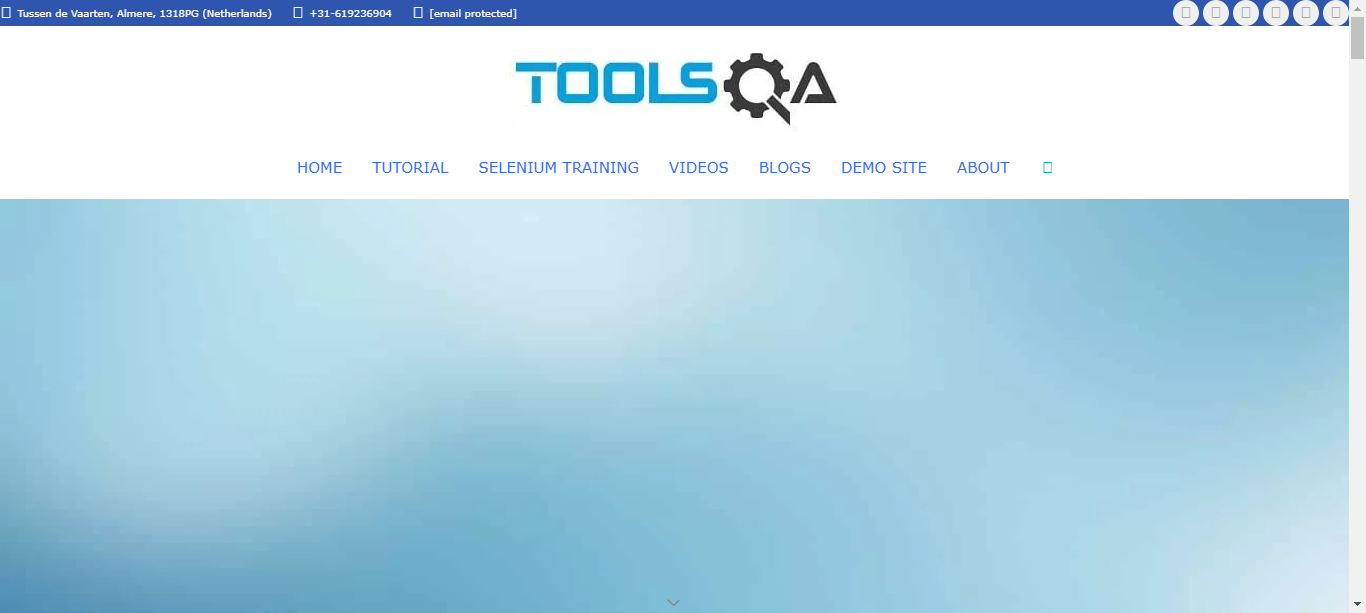 Tussen de Vaarten, Almere, 1318PG (Netherlands) +31-619236904 [email protected]
TOOLSQA
HOME TUTORIAL SELENIUM TRAINING VIDEOS BLOGS DEMO SITE ABOUT